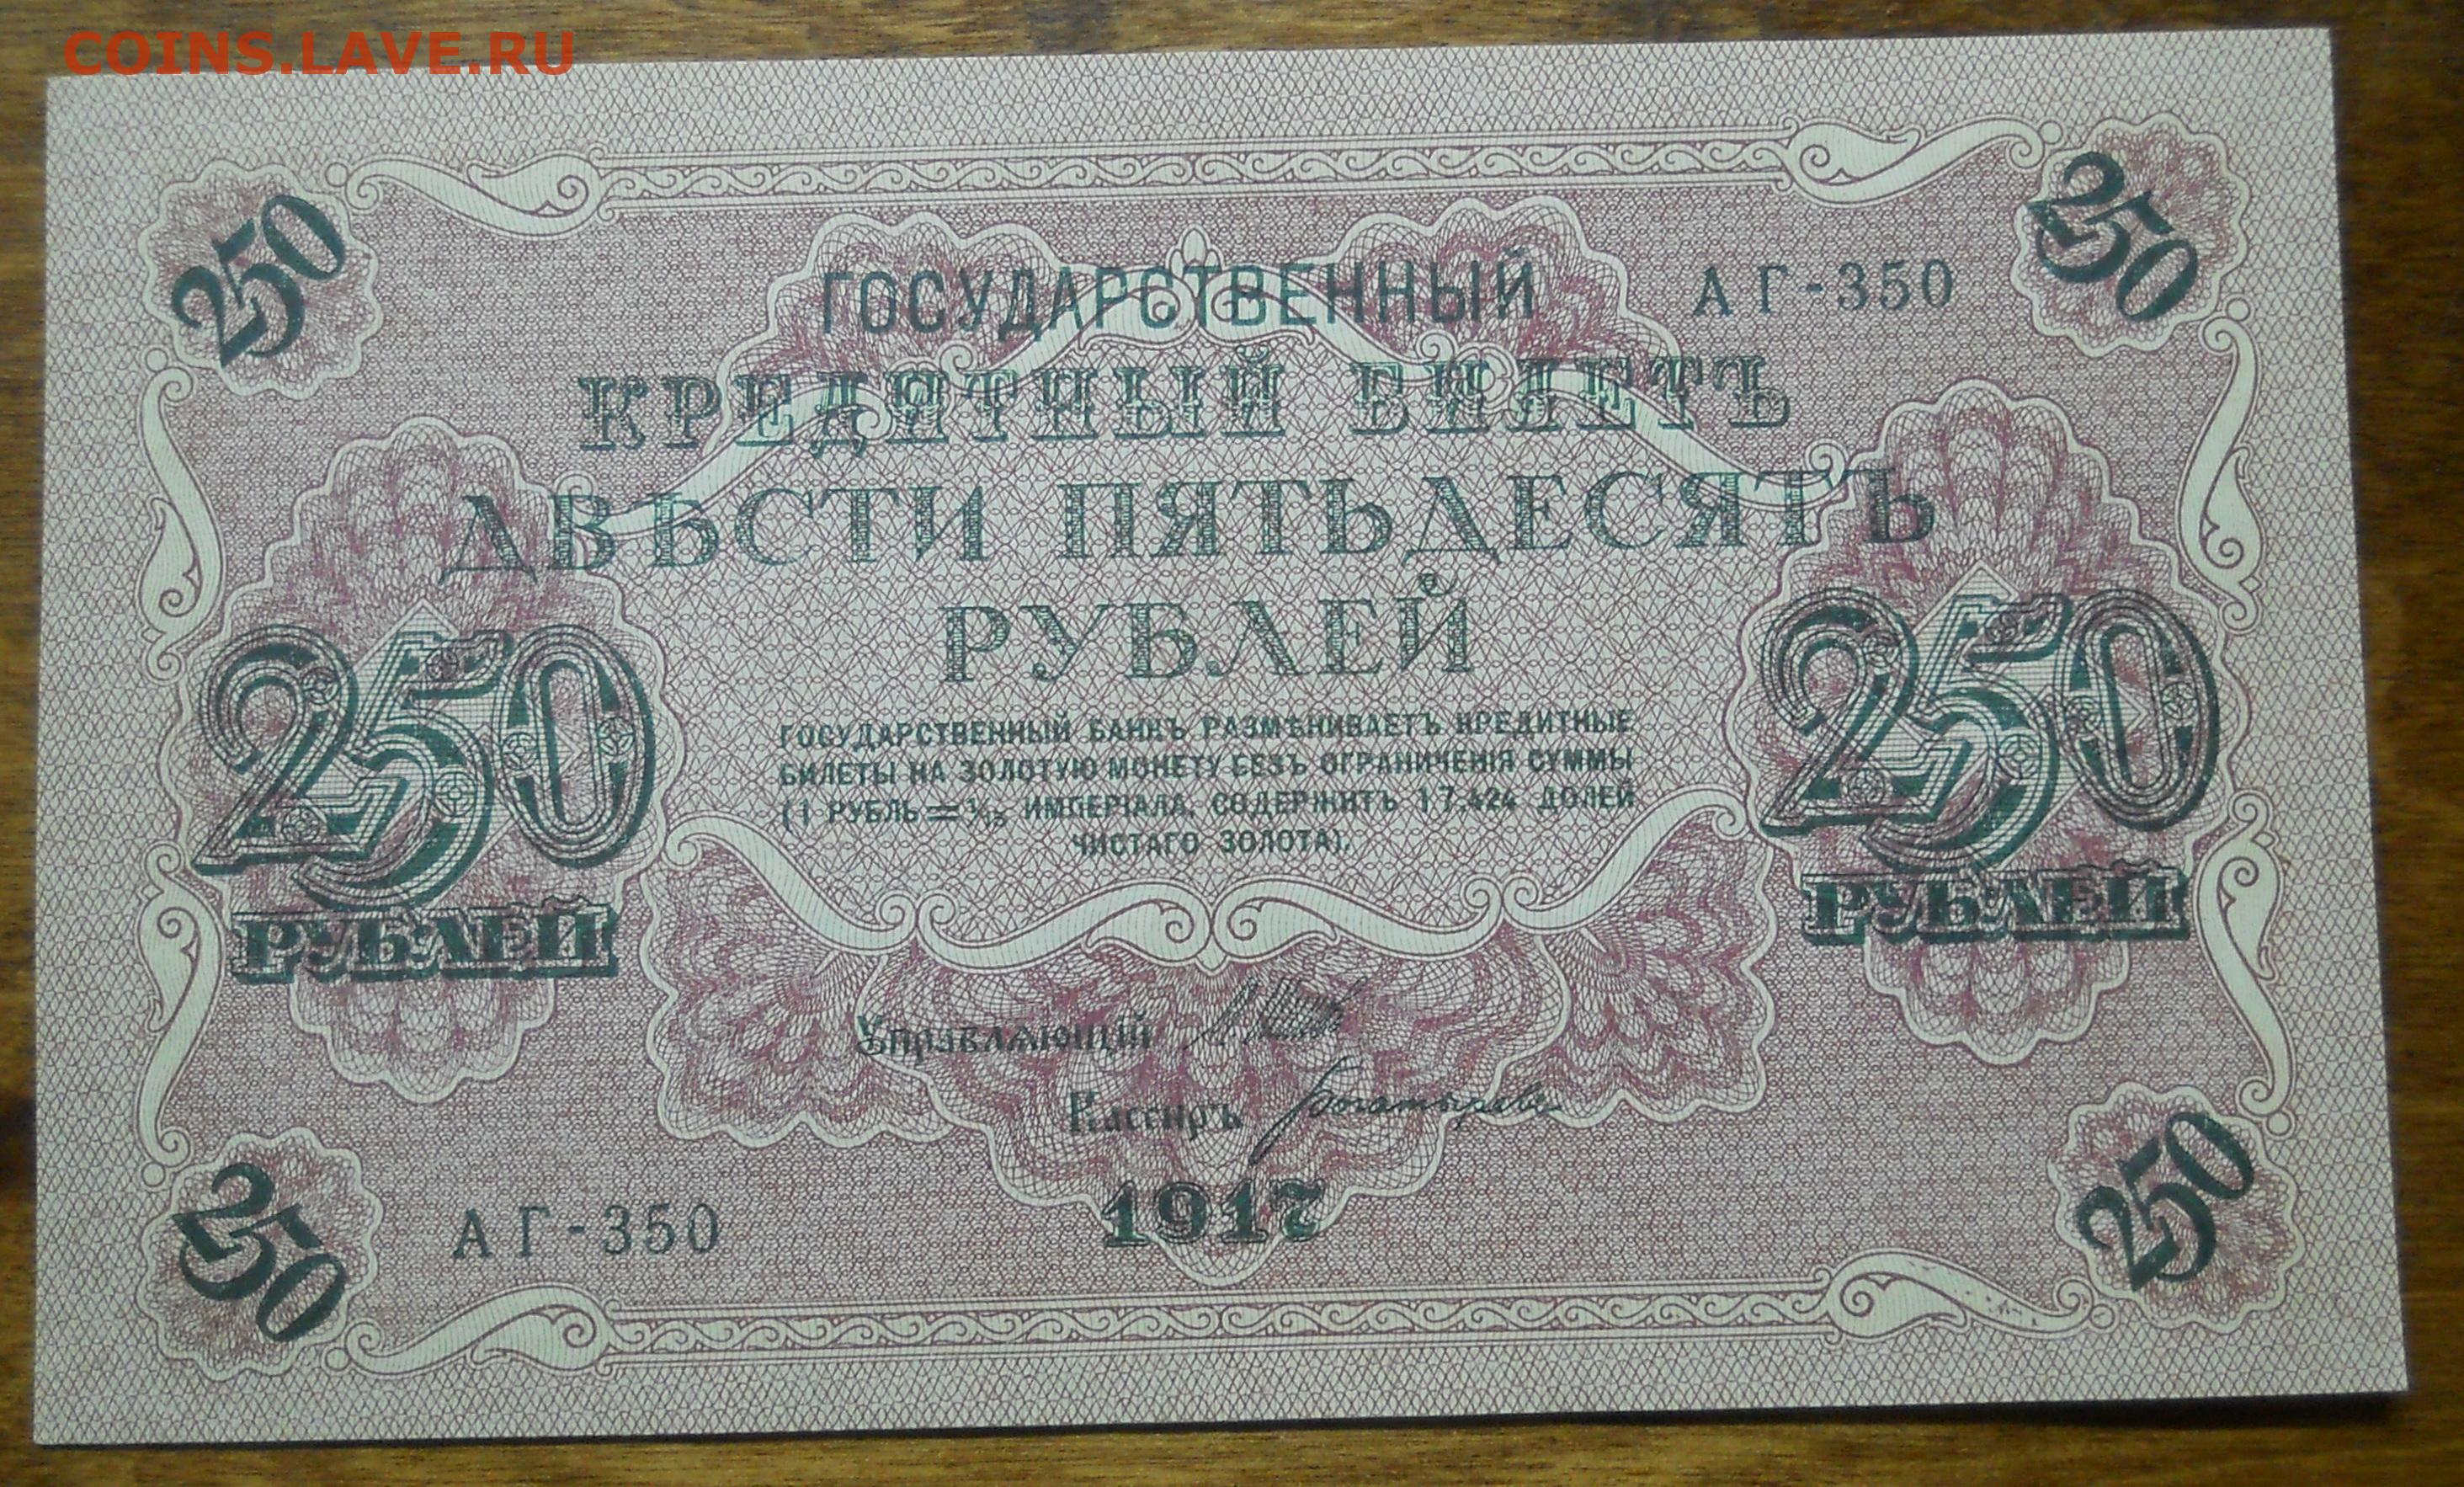 COINS.LAVE.RU
250
250
ГОСУДАРСТВЕННЫЙ
АГ-350
КРЕДИТНЫЙ БИЛЕТЪ
ДВѢСТИ ПЯТЬДЕСЯТЪ
РУБЛЕЙ
250
РУБЛЕЙ
250
РУБЛЕЙ
ГОСУДАРСТВЕННЫЙ БАНКЪ РАЗМѢНИВАЕТЪ КРЕДИТНЫЕ
БИЛЕТЫ НА ЗОЛОТУЮ МОНЕТУ БЕЗЪ ОГРАНИЧЕНІЯ СУММЫ
(1 РУБЛЬ = 1/15 ИМПЕРІАЛА, СОДЕРЖИТЪ 17,424 ДОЛЕЙ
ЧИСТАГО ЗОЛОТА).
Управляющій
Кассиръ Богатыревъ
1917
АГ-350
250
250